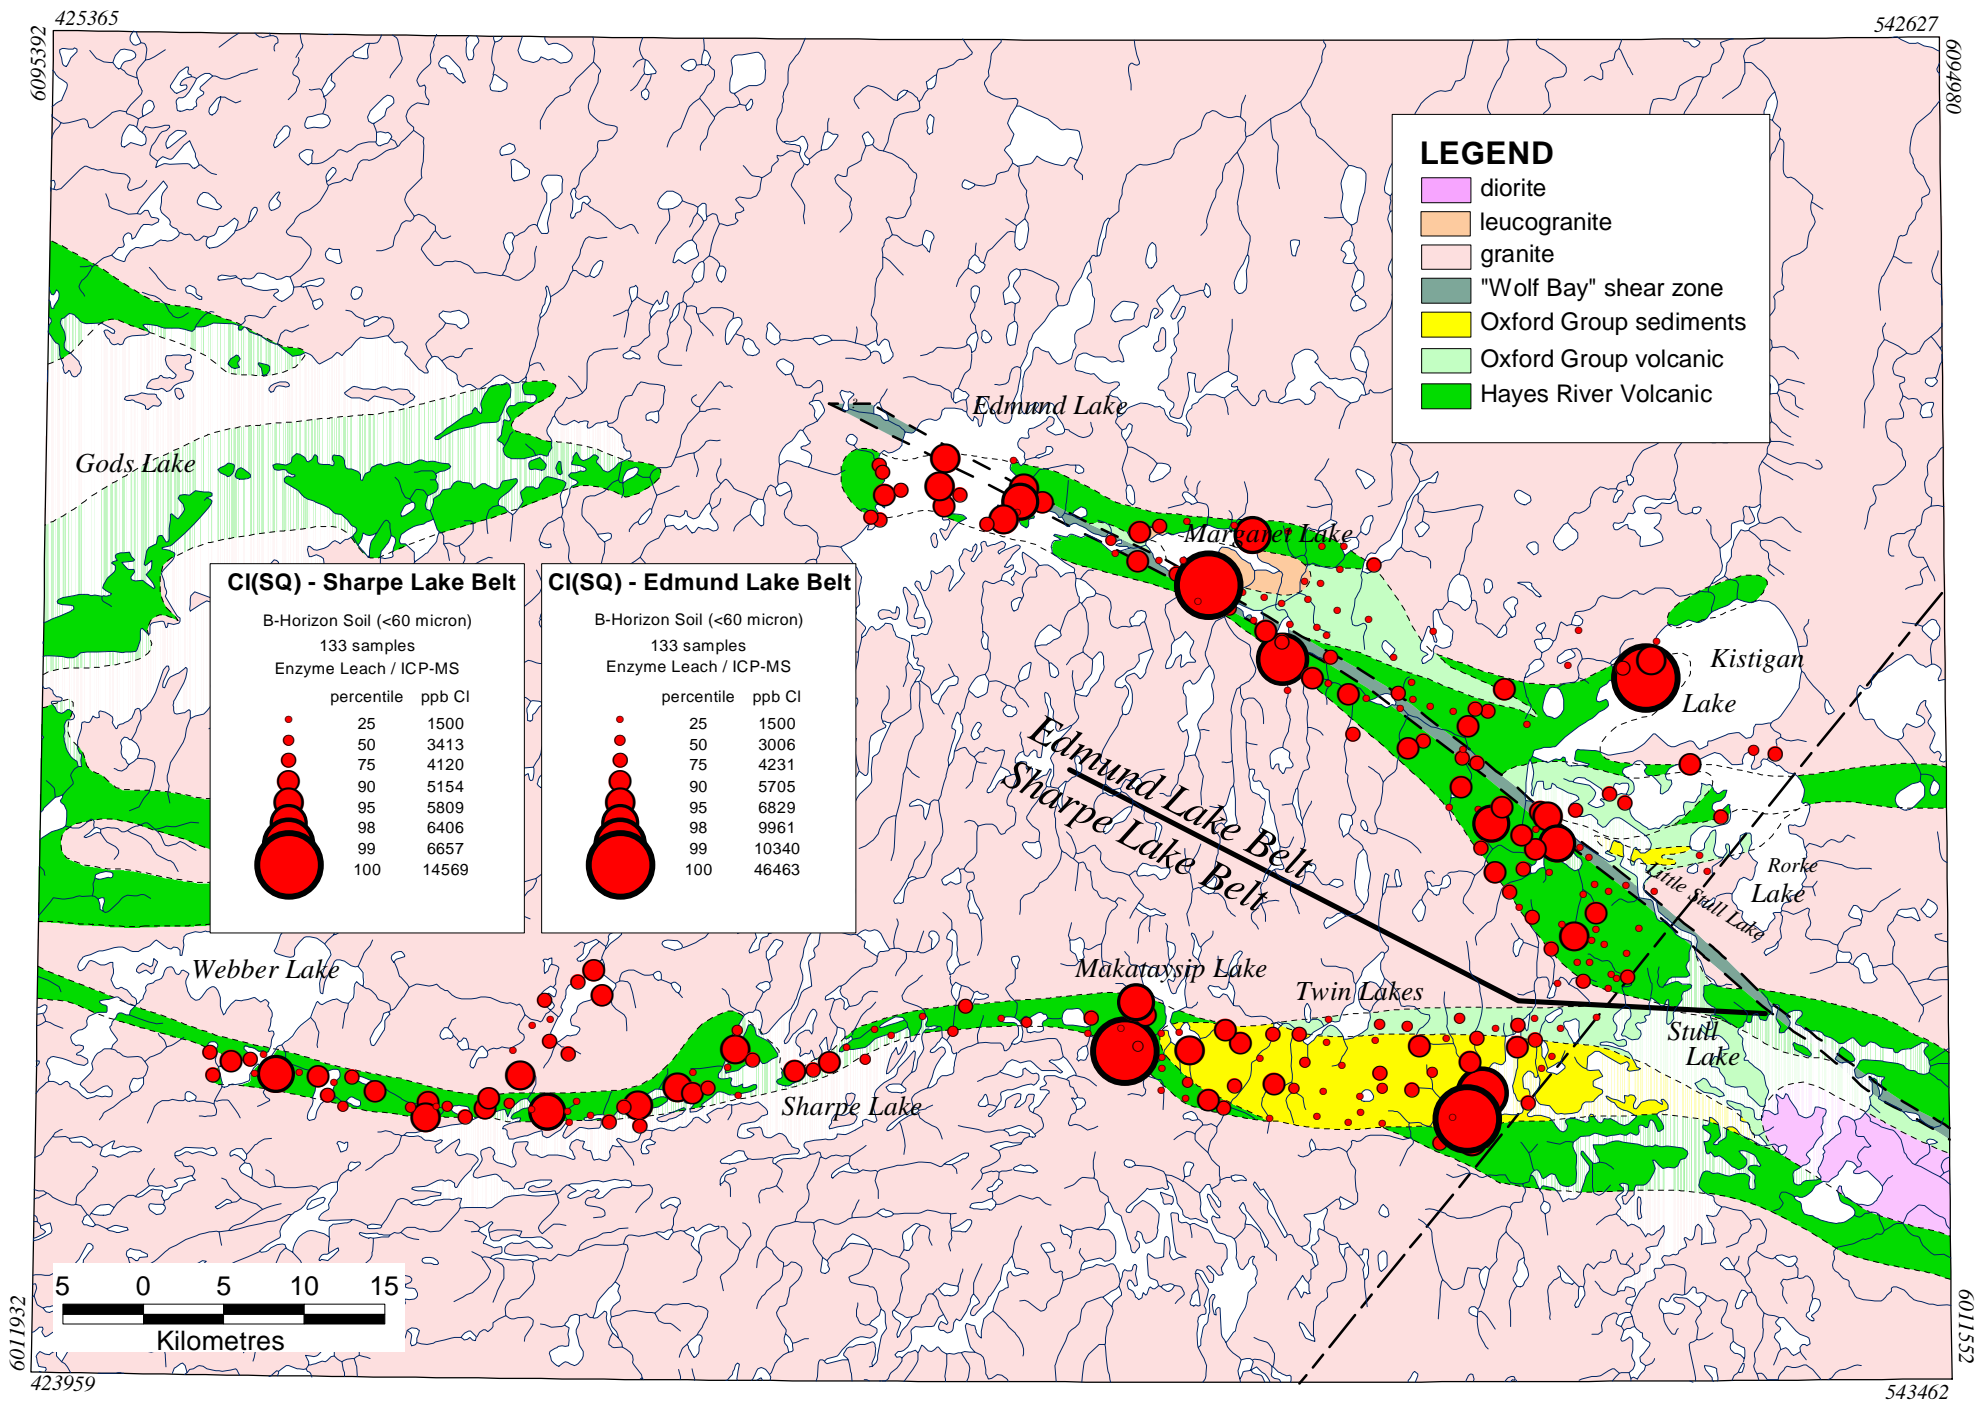 425365
542627
6095392
6094980
LEGEND
diorite
leucogranite
granite
"Wolf Bay" shear zone
Oxford Group sediments
Oxford Group volcanic
Hayes River Volcanic
Edmund Lake
Gods Lake
Margaret Lake
Kistigan
Lake
Cl(SQ) - Sharpe Lake Belt
B-Horizon Soil (<60 micron)
133 samples
Enzyme Leach / ICP-MS
percentile ppb Cl
25 1500
50 3413
75 4120
90 5154
95 5809
98 6406
99 6657
100 14569
Cl(SQ) - Edmund Lake Belt
B-Horizon Soil (<60 micron)
133 samples
Enzyme Leach / ICP-MS
percentile ppb Cl
25 1500
50 3006
75 4231
90 5705
95 6829
98 9961
99 10340
100 46463
Edmund Lake Belt
Sharpe Lake Belt
Rorke
Lake
Little Stull Lake
Webber Lake
Makataysip Lake
Twin Lakes
Stull
Lake
Sharpe Lake
5 0 5 10 15
Kilometres
6011932
6011552
423959
543462